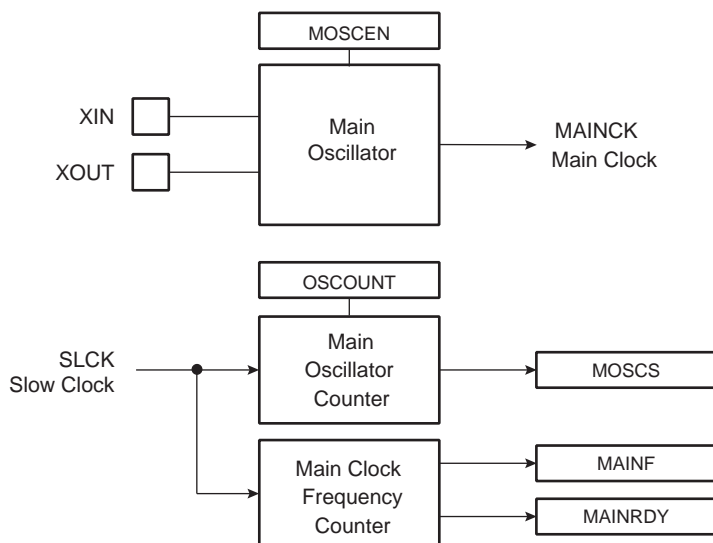 MOSCEN
XIN
XOUT
Main
Oscillator
MAINCK
Main Clock
OSCOUNT
SLCK
Slow Clock
Main
Oscillator
Counter
MOSCS
Main Clock
Frequency
Counter
MAINF
MAINRDY